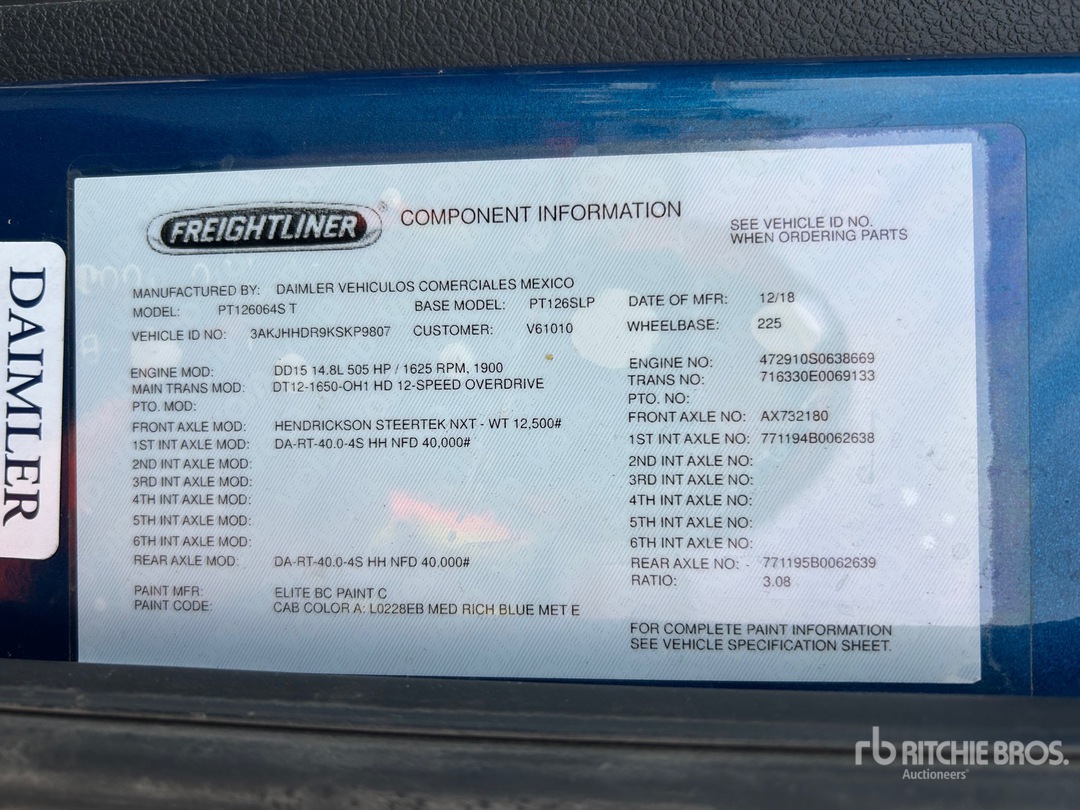 FREIGHTLINER® COMPONENT INFORMATION
SEE VEHICLE ID NO.
WHEN ORDERING PARTS
DAIMLER
MANUFACTURED BY: DAIMLER VEHICULOS COMERCIALES MEXICO
MODEL: PT126064S T BASE MODEL: PT126SLP DATE OF MFR: 12/18
VEHICLE ID NO: 3AKJHHDR9KSKP9807 CUSTOMER: V61010 WHEELBASE: 225
ENGINE MOD: DD15 14.8L 505 HP / 1625 RPM, 1900 ENGINE NO: 472910S0638669
MAIN TRANS MOD: DT12-1650-OH1 HD 12-SPEED OVERDRIVE TRANS NO: 716330E0069133
PTO. MOD: PTO. NO:
FRONT AXLE MOD: HENDRICKSON STEERTEK NXT - WT 12,500# FRONT AXLE NO: AX732180
1ST INT AXLE MOD: DA-RT-40.0-4S HH NFD 40,000# 1ST INT AXLE NO: 771194B0062638
2ND INT AXLE MOD: 2ND INT AXLE NO:
3RD INT AXLE MOD: 3RD INT AXLE NO:
4TH INT AXLE MOD: 4TH INT AXLE NO:
5TH INT AXLE MOD: 5TH INT AXLE NO:
6TH INT AXLE MOD: 6TH INT AXLE NO:
REAR AXLE MOD: DA-RT-40.0-4S HH NFD 40,000# REAR AXLE NO: - 771195B0062639
RATIO: 3.08
PAINT MFR: ELITE BC PAINT C
PAINT CODE: CAB COLOR A: L0228EB MED RICH BLUE MET E
FOR COMPLETE PAINT INFORMATION
SEE VEHICLE SPECIFICATION SHEET.
rb RITCHIE BROS.
Auctioneers